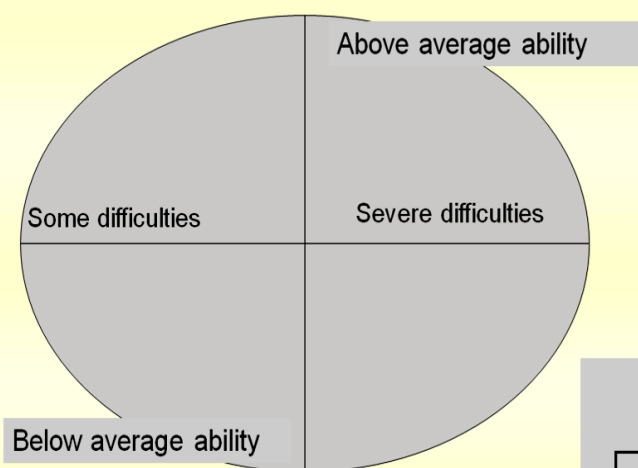 Above average ability
Some difficulties
Severe difficulties
Below average ability